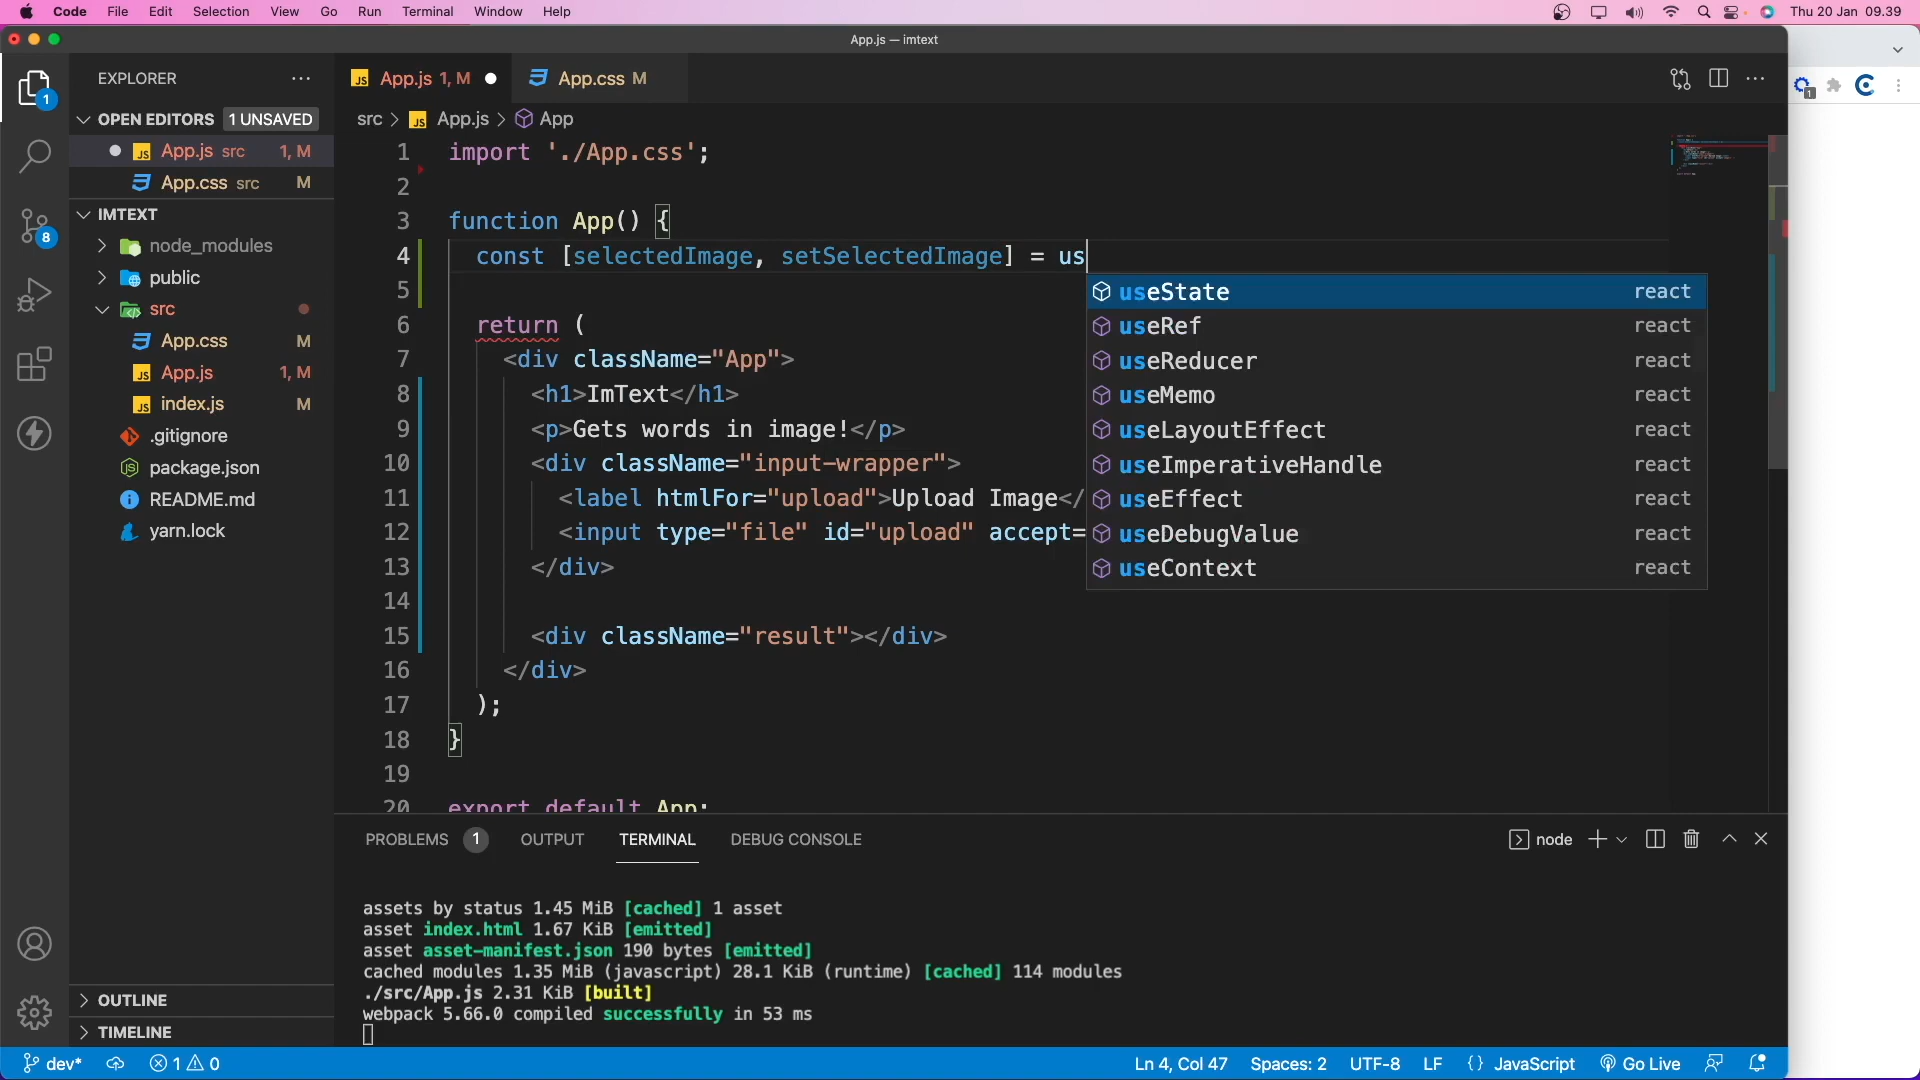 Code File Edit Selection View Go Run Terminal Window Help Thu 20 Jan 09.39
App.js — imtext
EXPLORER
OPEN EDITORS 1 UNSAVED
App.js src 1, M
App.css src M
IMTEXT
node_modules
public
src
App.css M
App.js 1, M
index.js M
.gitignore
package.json
README.md
yarn.lock
OUTLINE
TIMELINE
1
8
App.js 1, M
App.css M
src > App.js > App
1 import './App.css';
2
3 function App() {
4 const [selectedImage, setSelectedImage] = us
5
6 return (
7 <div className="App">
8 <h1>ImText</h1>
9 <p>Gets words in image!</p>
10 <div className="input-wrapper">
11 <label htmlFor="upload">Upload Image</
12 <input type="file" id="upload" accept=
13 </div>
14
15 <div className="result"></div>
16 </div>
17 );
18 }
19
20 export default App;
useState react
useRef react
useReducer react
useMemo react
useLayoutEffect react
useImperativeHandle react
useEffect react
useDebugValue react
useContext react
PROBLEMS 1 OUTPUT TERMINAL DEBUG CONSOLE node
assets by status 1.45 MiB [cached] 1 asset
asset index.html 1.67 KiB [emitted]
asset asset-manifest.json 190 bytes [emitted]
cached modules 1.35 MiB (javascript) 28.1 KiB (runtime) [cached] 114 modules
./src/App.js 2.31 KiB [built]
webpack 5.66.0 compiled successfully in 53 ms
dev* 1 0 Ln 4, Col 47 Spaces: 2 UTF-8 LF {} JavaScript Go Live
1